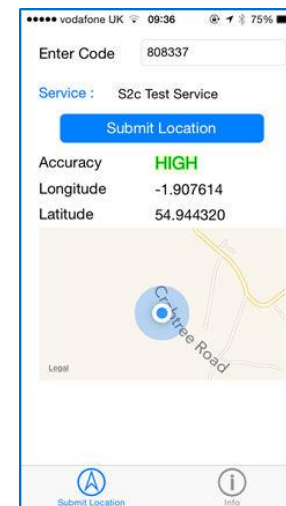 vodafone UK 09:36 75%
Enter Code 808337
Service : S2c Test Service
Submit Location
Accuracy HIGH
Longitude -1.907614
Latitude 54.944320
Crabtree Road
Legal
Submit Location Info